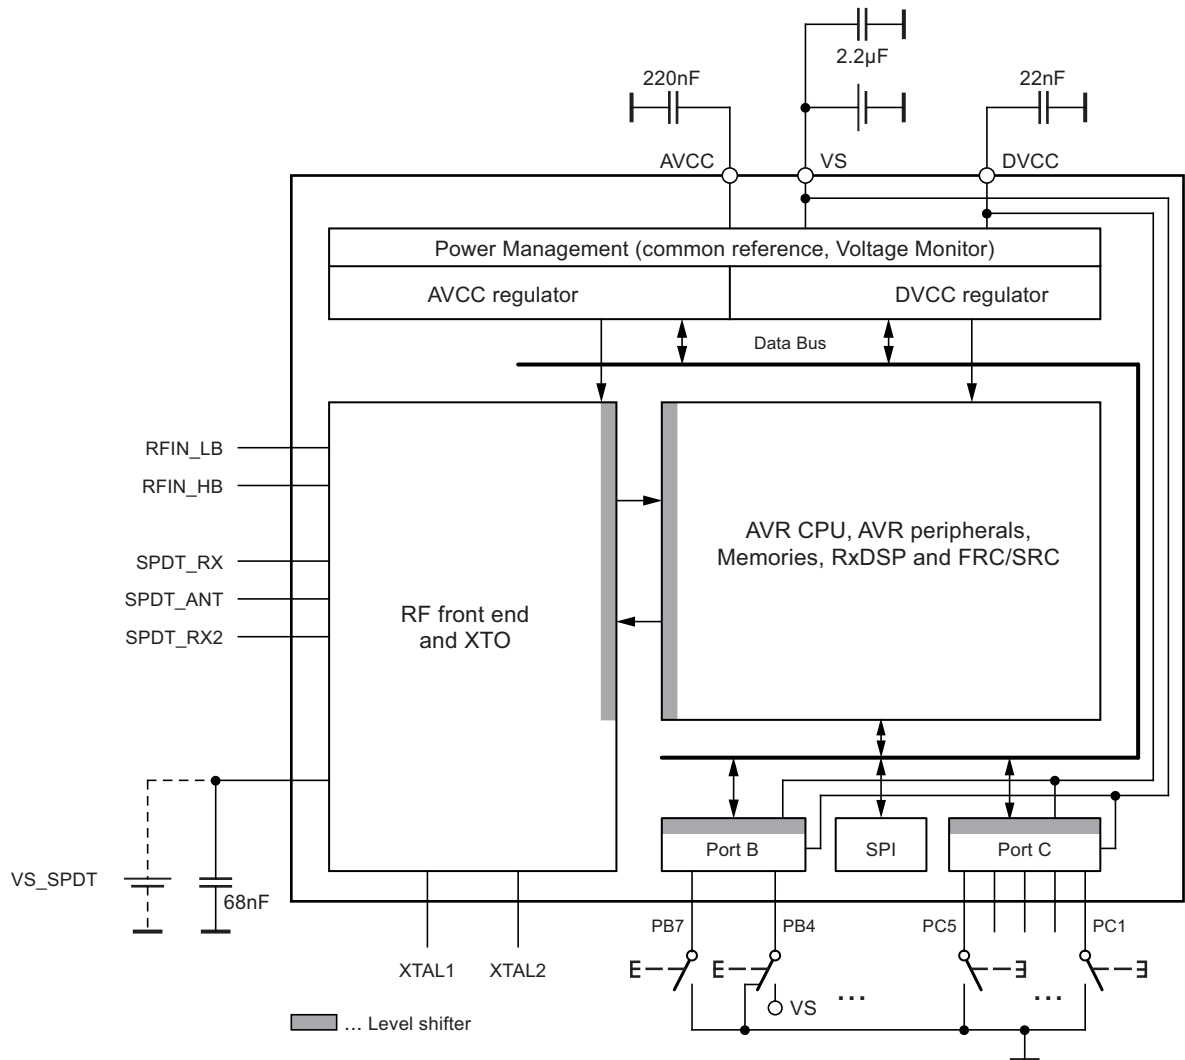 2.2µF
220nF
22nF
AVCC
VS
DVCC
Power Management (common reference, Voltage Monitor)
AVCC regulator
DVCC regulator
Data Bus
RFIN_LB
RFIN_HB
SPDT_RX
SPDT_ANT
SPDT_RX2
RF front end
and XTO
AVR CPU, AVR peripherals,
Memories, RxDSP and FRC/SRC
Port B
SPI
Port C
VS_SPDT
68nF
XTAL1
XTAL2
PB7
PB4
PC5
PC1
VS
...
...
... Level shifter